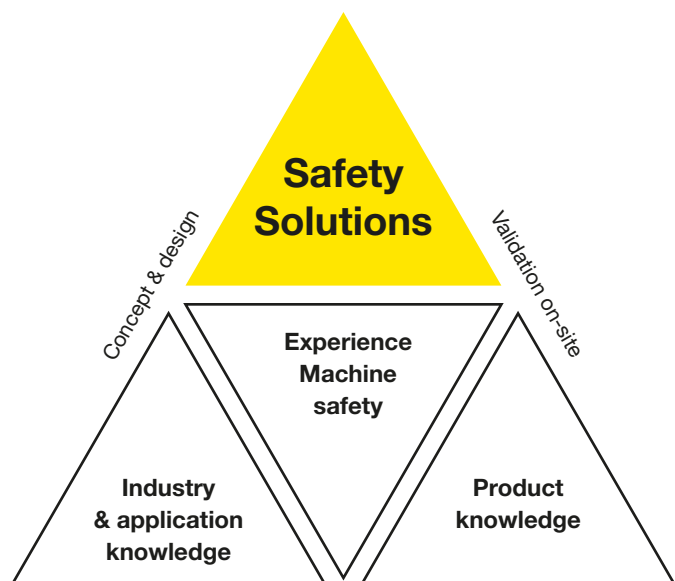 Safety
Solutions
Concept & design
Validation on-site
Experience
Machine
safety
Industry
& application
knowledge
Product
knowledge